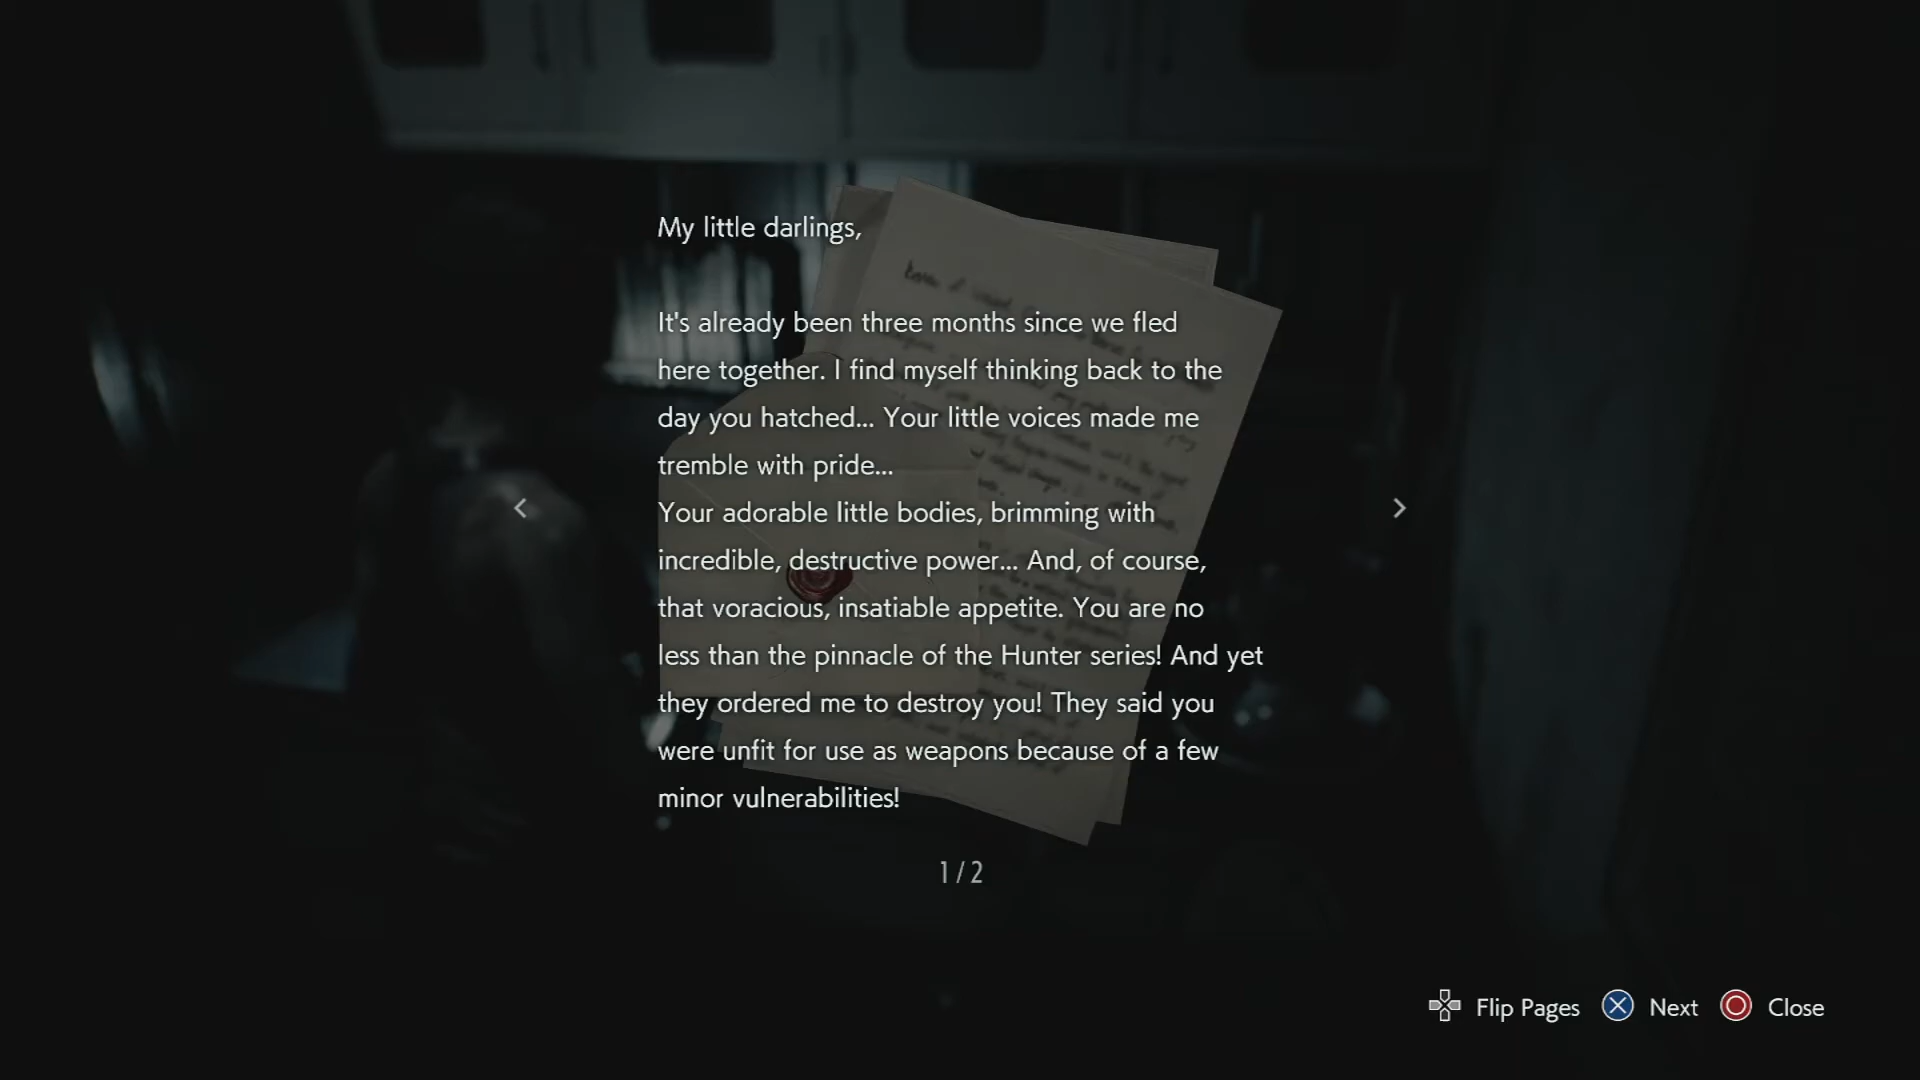 My little darlings,
It's already been three months since we fled
here together. I find myself thinking back to the
day you hatched... Your little voices made me
tremble with pride...
Your adorable little bodies, brimming with
incredible, destructive power... And, of course,
that voracious, insatiable appetite. You are no
less than the pinnacle of the Hunter series! And yet
they ordered me to destroy you! They said you
were unfit for use as weapons because of a few
minor vulnerabilities!
1 / 2
Flip Pages Next Close